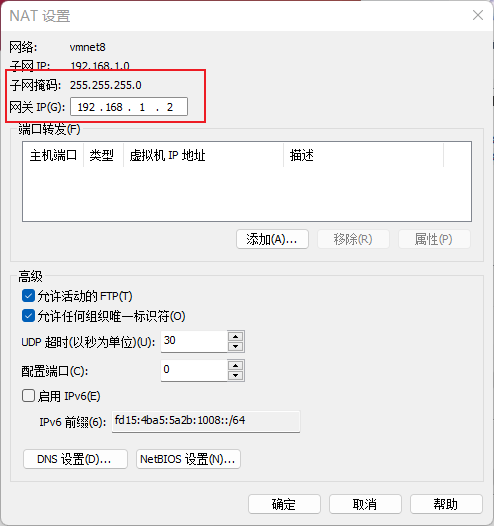 NAT 设置
网络: vmnet8
子网 IP: 192.168.1.0
子网掩码: 255.255.255.0
网关 IP(G): 192 . 168 . 1 . 2
端口转发(F)
主机端口 类型 虚拟机 IP 地址 描述
添加(A)... 移除(R) 属性(P)
高级
允许活动的 FTP(T)
允许任何组织唯一标识符(O)
UDP 超时(以秒为单位)(U): 30
配置端口(C): 0
启用 IPv6(E)
IPv6 前缀(6): fd15:4ba5:5a2b:1008::/64
DNS 设置(D)... NetBIOS 设置(N)...
确定 取消 帮助